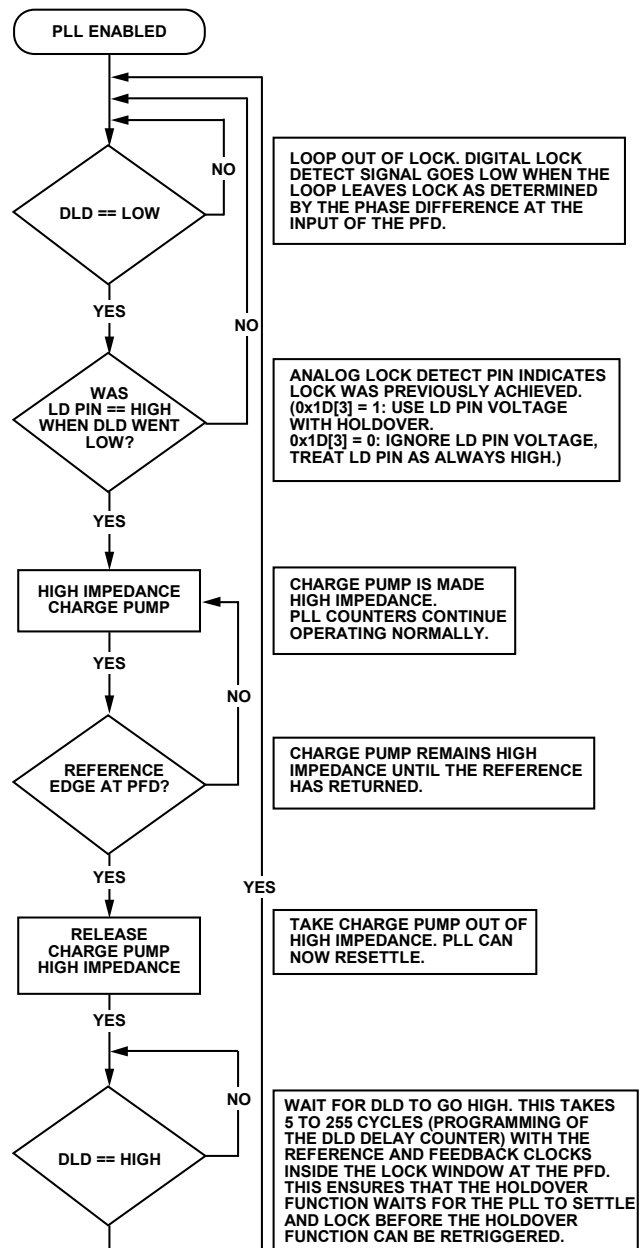 PLL ENABLED
NO
DLD == LOW
LOOP OUT OF LOCK. DIGITAL LOCK
DETECT SIGNAL GOES LOW WHEN THE
LOOP LEAVES LOCK AS DETERMINED
BY THE PHASE DIFFERENCE AT THE
INPUT OF THE PFD.
YES
NO
WAS
LD PIN == HIGH
WHEN DLD WENT
LOW?
ANALOG LOCK DETECT PIN INDICATES
LOCK WAS PREVIOUSLY ACHIEVED.
(0x1D[3] = 1: USE LD PIN VOLTAGE
WITH HOLDOVER.
0x1D[3] = 0: IGNORE LD PIN VOLTAGE,
TREAT LD PIN AS ALWAYS HIGH.)
YES
HIGH IMPEDANCE
CHARGE PUMP
CHARGE PUMP IS MADE
HIGH IMPEDANCE.
PLL COUNTERS CONTINUE
OPERATING NORMALLY.
YES
NO
REFERENCE
EDGE AT PFD?
CHARGE PUMP REMAINS HIGH
IMPEDANCE UNTIL THE REFERENCE
HAS RETURNED.
YES
YES
RELEASE
CHARGE PUMP
HIGH IMPEDANCE
TAKE CHARGE PUMP OUT OF
HIGH IMPEDANCE. PLL CAN
NOW RESETTLE.
YES
NO
DLD == HIGH
WAIT FOR DLD TO GO HIGH. THIS TAKES
5 TO 255 CYCLES (PROGRAMMING OF
THE DLD DELAY COUNTER) WITH THE
REFERENCE AND FEEDBACK CLOCKS
INSIDE THE LOCK WINDOW AT THE PFD.
THIS ENSURES THAT THE HOLDOVER
FUNCTION WAITS FOR THE PLL TO SETTLE
AND LOCK BEFORE THE HOLDOVER
FUNCTION CAN BE RETRIGGERED.